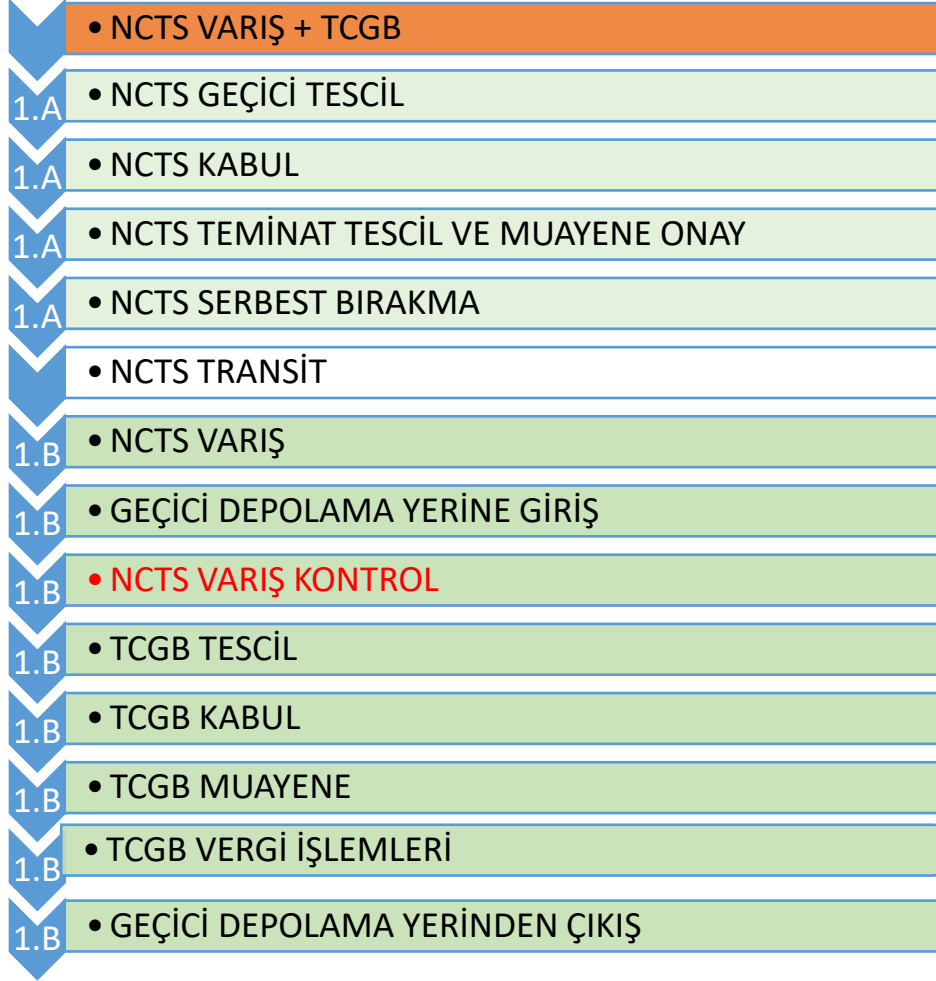 • NCTS VARIŞ + TCGB
1.A • NCTS GEÇİCİ TESCİL
1.A • NCTS KABUL
1.A • NCTS TEMİNAT TESCİL VE MUAYENE ONAY
1.A • NCTS SERBEST BIRAKMA
• NCTS TRANSİT
1.B • NCTS VARIŞ
1.B • GEÇİCİ DEPOLAMA YERİNE GİRİŞ
1.B • NCTS VARIŞ KONTROL
1.B • TCGB TESCİL
1.B • TCGB KABUL
1.B • TCGB MUAYENE
1.B • TCGB VERGİ İŞLEMLERİ
1.B • GEÇİCİ DEPOLAMA YERİNDEN ÇIKIŞ